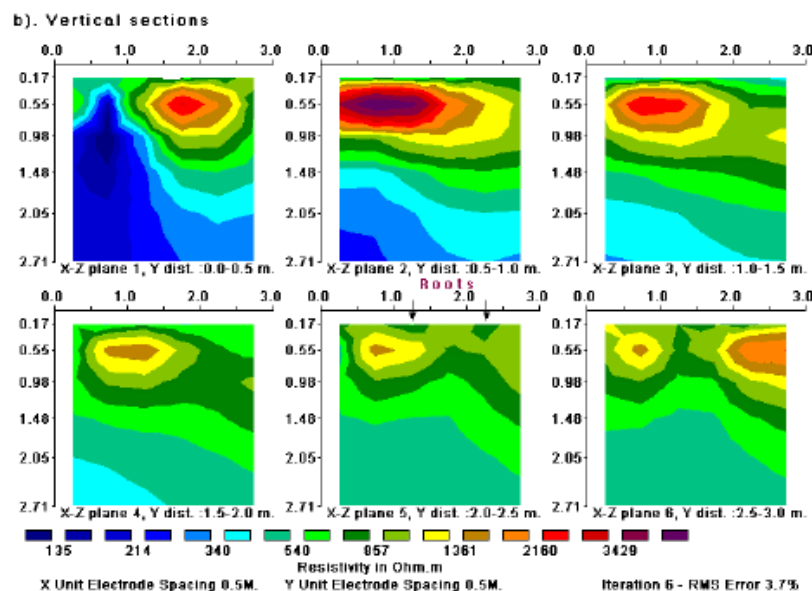 b). Vertical sections
0.0 1.0 2.0 3.0 0.0 1.0 2.0 3.0 0.0 1.0 2.0 3.0
0.17 0.17 0.17
0.55 0.55 0.55
0.98 0.98 0.98
1.48 1.48 1.48
2.05 2.05 2.05
2.71 2.71 2.71
X-Z plane 1, Y dist. :0.0-0.5 m. X-Z plane 2, Y dist. :0.5-1.0 m. X-Z plane 3, Y dist. :1.0-1.5 m.
Roots
0.0 1.0 2.0 3.0 0.0 1.0 2.0 3.0 0.0 1.0 2.0 3.0
0.17 0.17 0.17
0.55 0.55 0.55
0.98 0.98 0.98
1.48 1.48 1.48
2.05 2.05 2.05
2.71 2.71 2.71
X-Z plane 4, Y dist. :1.5-2.0 m. X-Z plane 5, Y dist. :2.0-2.5 m. X-Z plane 6, Y dist. :2.5-3.0 m.
135 214 340 540 857 1361 2160 3429
Resistivity in Ohm.m
X Unit Electrode Spacing 0.5M. Y Unit Electrode Spacing 0.5M. Iteration 6 - RMS Error 3.7%